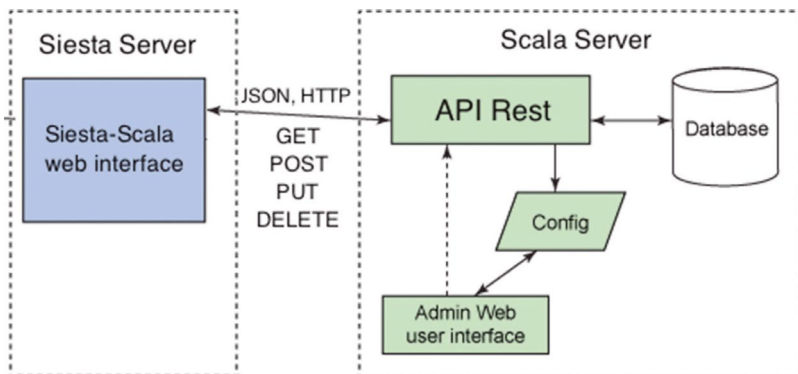 Siesta Server
Siesta-Scala
web interface
JSON, HTTP
GET
POST
PUT
DELETE
Scala Server
API Rest
Database
Config
Admin Web
user interface